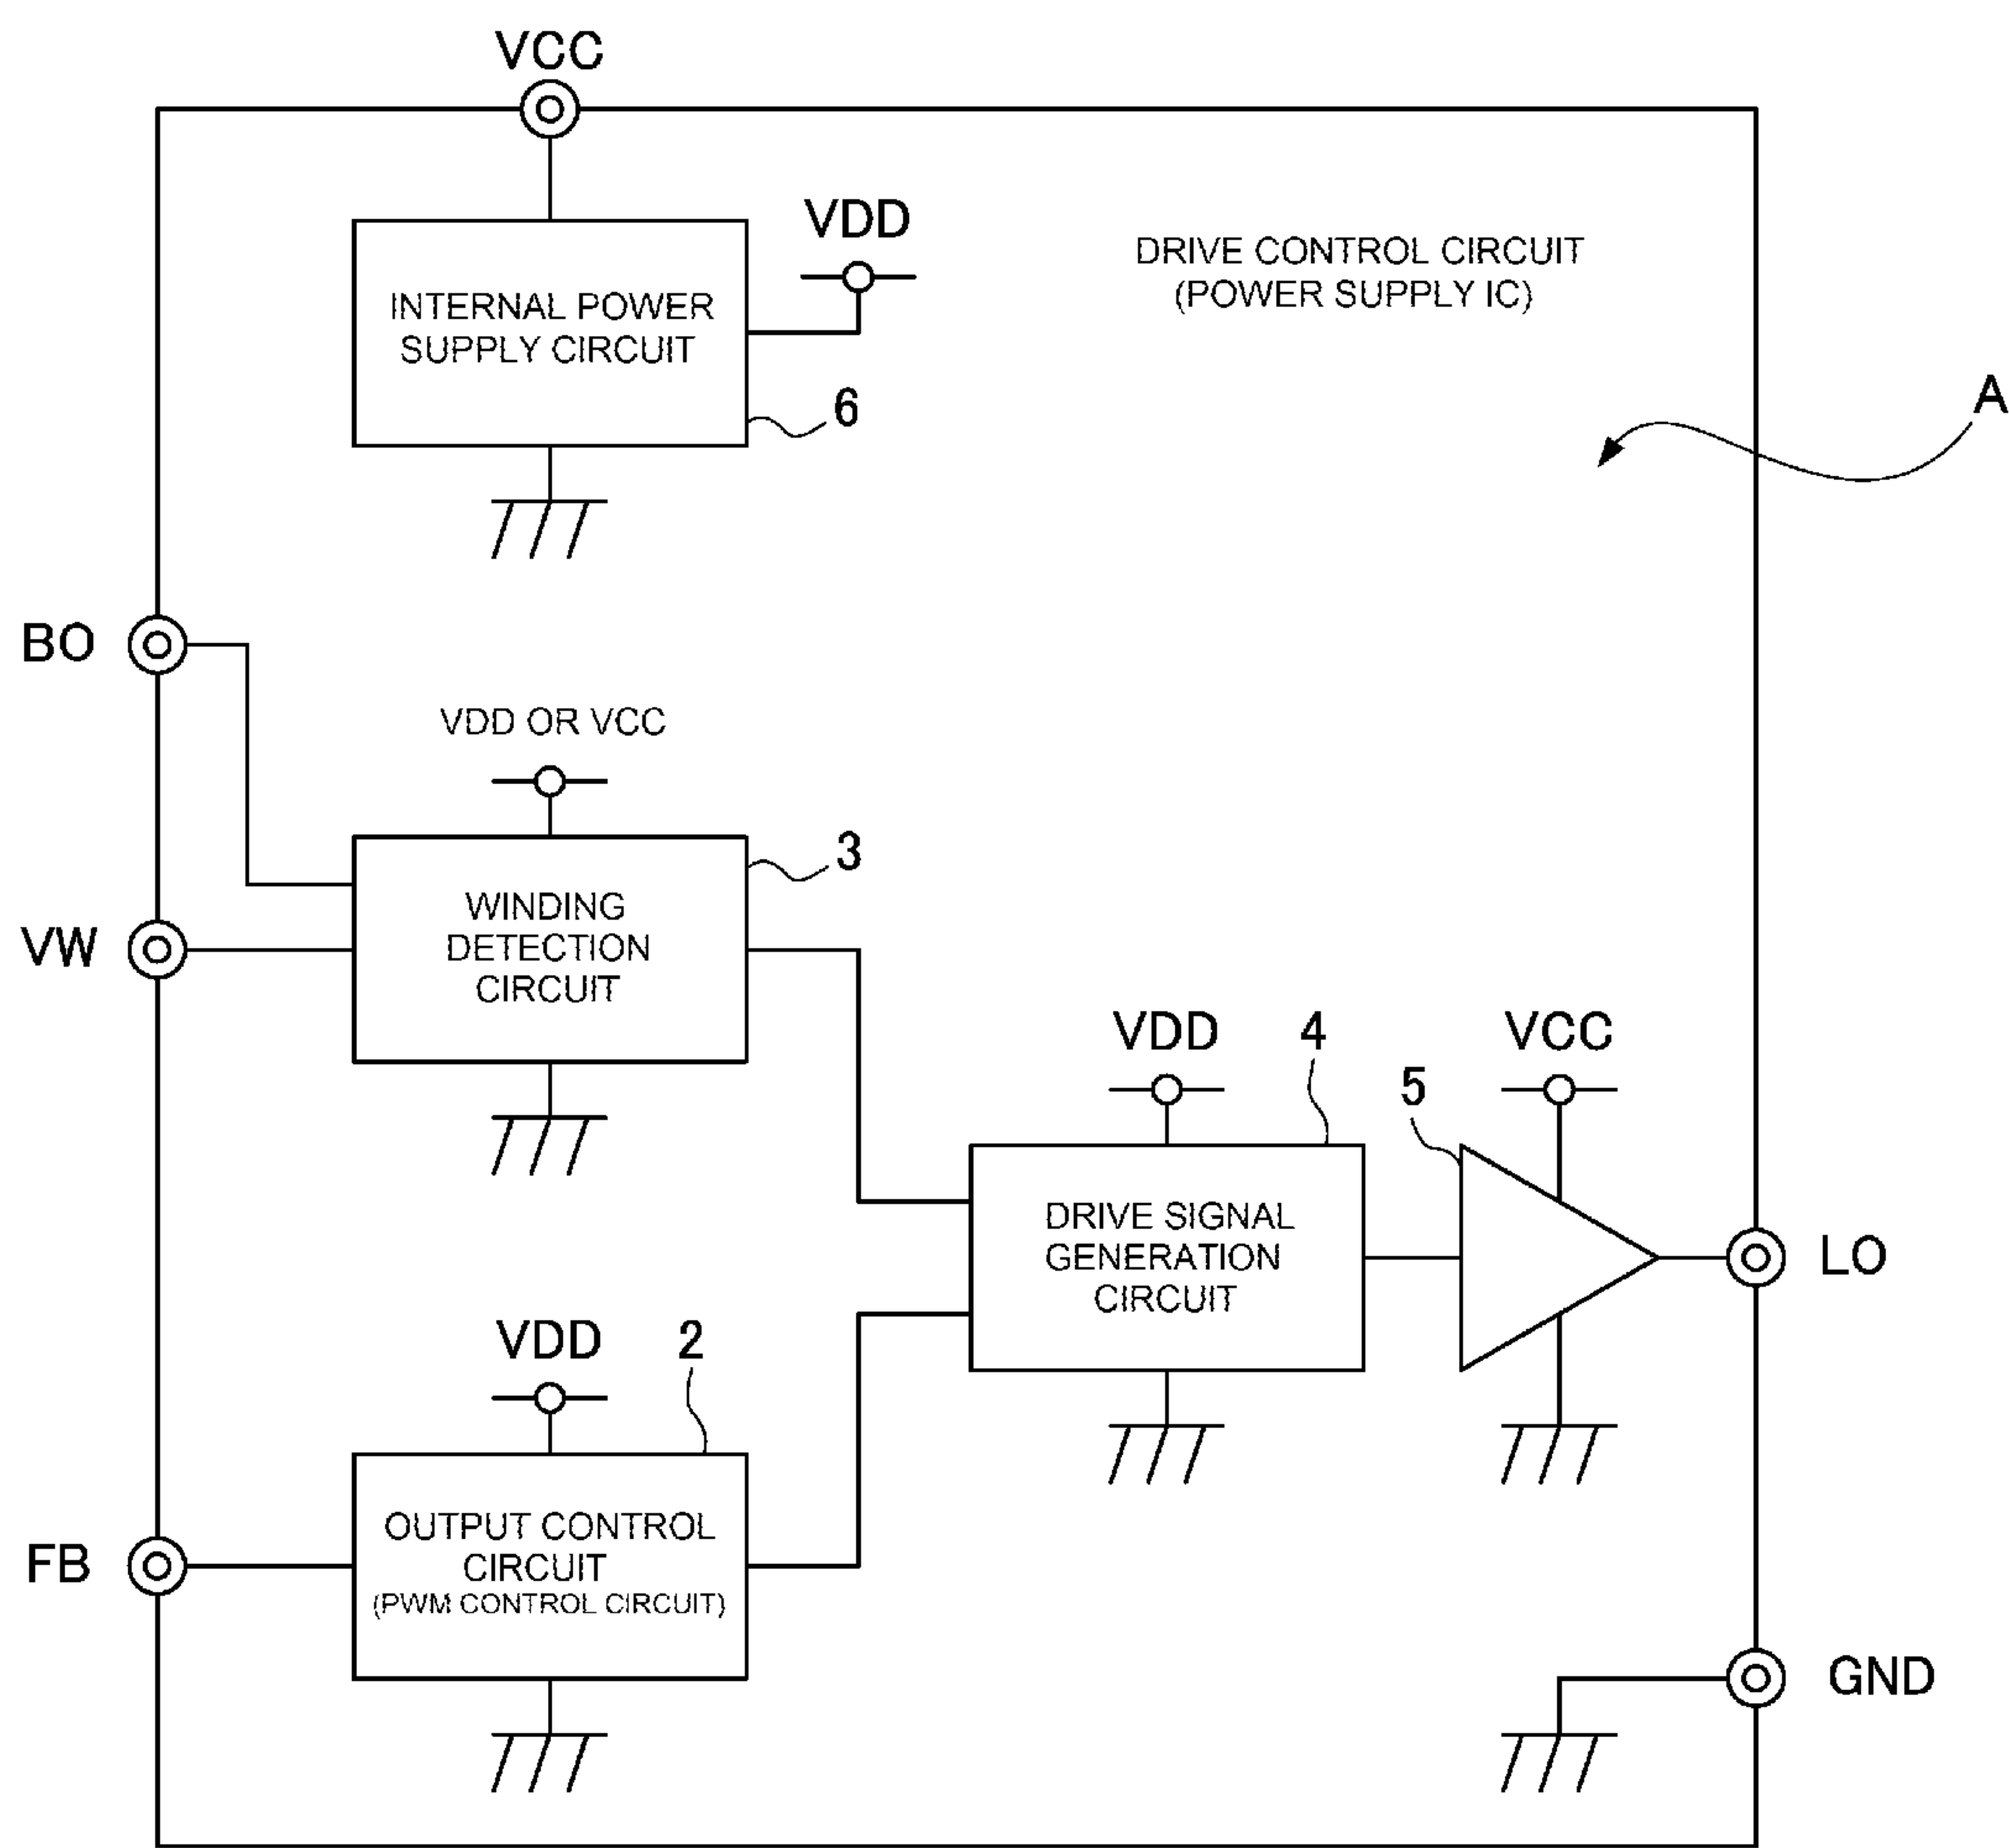 VCC
VDD
DRIVE CONTROL CIRCUIT
(POWER SUPPLY IC)
INTERNAL POWER
SUPPLY CIRCUIT
6
A
BO
VDD OR VCC
3
WINDING
DETECTION
CIRCUIT
VW
VDD
4
VCC
5
DRIVE SIGNAL
GENERATION
CIRCUIT
LO
VDD
2
OUTPUT CONTROL
CIRCUIT
(PWM CONTROL CIRCUIT)
FB
GND